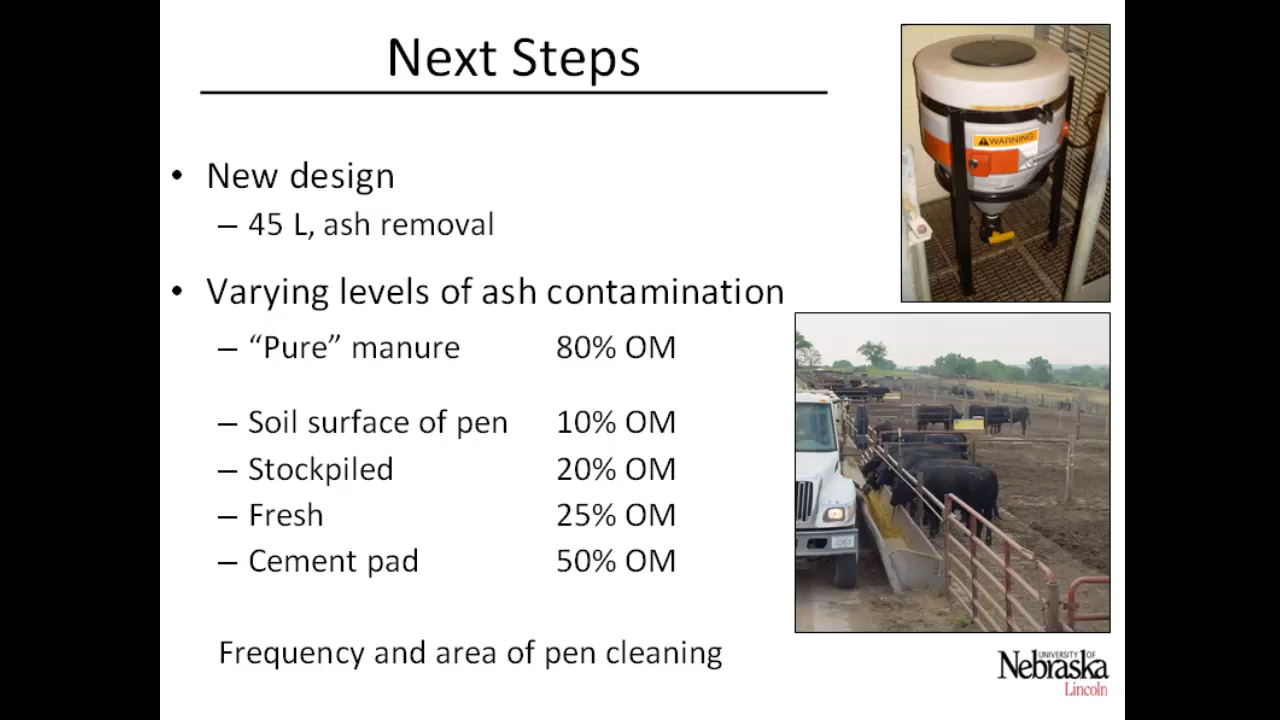 Next Steps
• New design
– 45 L, ash removal
• Varying levels of ash contamination
– “Pure” manure 80% OM
– Soil surface of pen 10% OM
– Stockpiled 20% OM
– Fresh 25% OM
– Cement pad 50% OM
Frequency and area of pen cleaning
WARNING
UNIVERSITY OF
Nebraska
Lincoln